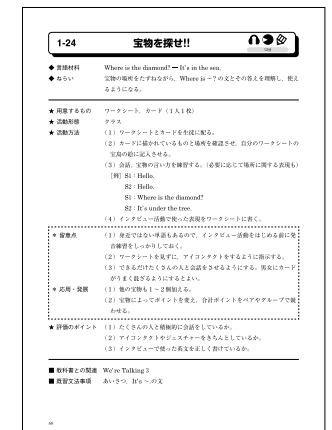 1-24 宝物を探せ!!
◆ 言語材料 Where is the diamond? ― It's in the sea.
◆ ねらい 宝物の場所をたずねながら，Where is ~? の文とその答えを理解し，使え
るようになる。
★ 用意するもの ワークシート，カード（1人1枚）
★ 活動形態 クラス
★ 活動方法 （1）ワークシートとカードを生徒に配る。
（2）カードに描かれているものと場所を確認させ，自分のワークシートの
宝島の絵に記入させる。
（3）会話，宝物の言い方を練習する。（必要に応じて場所に関する表現も）
［例］S1：Hello.
S2：Hello.
S1：Where is the diamond?
S2：It's under the tree.
（4）インタビュー活動で使った表現をワークシートに書く。
＊ 留意点 （1）身近ではない単語もあるので，インタビュー活動をはじめる前に発
音練習をしっかりしておく。
（2）ワークシートを見ずに，アイコンタクトをするように指示する。
（3）できるだけたくさんの人と会話をさせるようにする。男女にカード
がうまく混ざるようにするとよい。
＊ 応用・発展 （1）他の宝物も1～2個加える。
（2）宝物によってポイントを変え，合計ポイントをペアやグループで競
わせる。
★ 評価のポイント （1）たくさんの人と積極的に会話をしているか。
（2）アイコンタクトやジェスチャーをきちんとしているか。
（3）インタビューで使った英文を正しく書けているか。
■ 教科書との関連 We're Talking 3
■ 既習文法事項 あいさつ，It's ~.の文